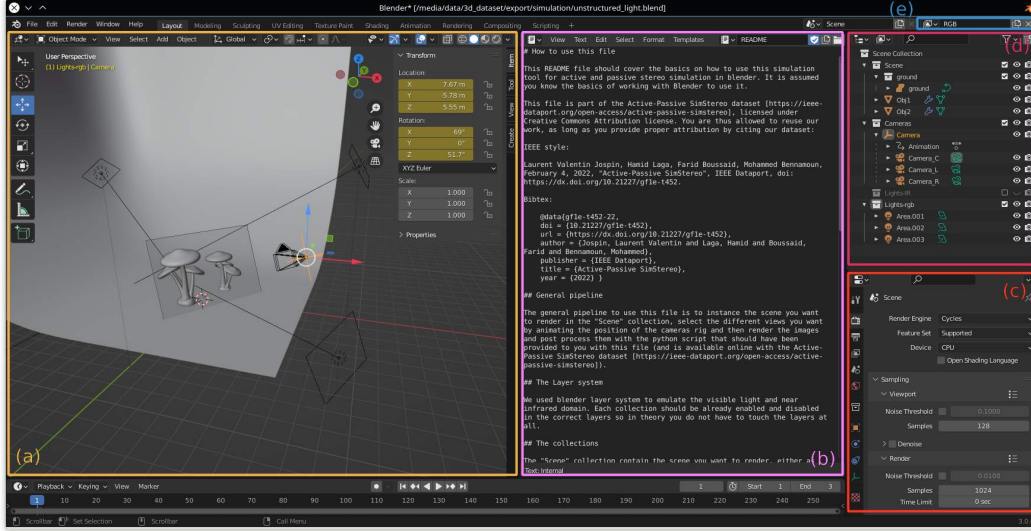 Blender* [/media/data/3d_dataset/export/simulation/unstructured_light.blend]
(e)
File Edit Render Window Help Layout Modeling Sculpting UV Editing Texture Paint Shading Animation Rendering Compositing Scripting + Scene RGB
Object Mode View Select Add Object Global
User Perspective
(1) Lights-rgb | Camera
Z
Y
X
Transform
Location:
X 7.67 m
Y -5.78 m
Z 5.55 m
Rotation:
X 69°
Y 0°
Z 51.7°
XYZ Euler
Scale:
X 1.000
Y 1.000
Z 1.000
Properties
Item
Tool
View
Create
(a)
View Text Edit Select Format Templates README
# How to use this file
This README file should cover the basics on how to use this simulation
tool for active and passive stereo simulation in blender. It is assumed
you know the basics of working with Blender to use it.
This file is part of the Active-Passive SimStereo dataset [https://ieee-
dataport.org/open-access/active-passive-simstereo], licensed under
Creative Commons Attribution license. You are thus allowed to reuse our
work, as long as you provide proper attribution by citing our dataset:
IEEE style:
Laurent Valentin Jospin, Hamid Laga, Farid Boussaid, Mohammed Bennamoun,
February 4, 2022, "Active-Passive SimStereo", IEEE Dataport, doi:
https://dx.doi.org/10.21227/gf1e-t452.
Bibtex:
@data{gf1e-t452-22,
doi = {10.21227/gf1e-t452},
url = {https://dx.doi.org/10.21227/gf1e-t452},
author = {Jospin, Laurent Valentin and Laga, Hamid and Boussaid,
Farid and Bennamoun, Mohammed},
publisher = {IEEE Dataport},
title = {Active-Passive SimStereo},
year = {2022} }
## General pipeline
The general pipeline to use this file is to instance the scene you want
to render in the "Scene" collection, select the different views you want
by animating the position of the cameras rig and then render the images
and post process them with the python script that should have been
provided to you with this file (and is available online with the Active-
Passive SimStereo dataset [https://ieee-dataport.org/open-access/active-
passive-simstereo]).
## The Layer system
We used blender layer system to emulate the visible light and near
infrared domain. Each collection should be already enabled and disabled
in the correct layers so in theory you do not have to touch the layers at
all.
## The collections
The "Scene" collection contain the scene you want to render, either a
Text: Internal
(b)
(d)
Scene Collection
Scene
ground
ground
Obj1
Obj2
Cameras
Camera
Animation
Camera_C
Camera_L
Camera_R
Lights-IR
Lights-rgb
Area.001
Area.002
Area.003
(c)
Scene
Render Engine Cycles
Feature Set Supported
Device CPU
Open Shading Language
Sampling
Viewport
Noise Threshold 0.1000
Samples 128
Denoise
Render
Noise Threshold 0.0100
Samples 1024
Time Limit 0 sec
Playback Keying View Marker 1 Start 1 End 3
1 10 20 30 40 50 60 70 80 90 100 110 120 130 140 150 160 170 180 190 200 210 220 230 240 250
Scrollbar Set Selection Scrollbar Call Menu